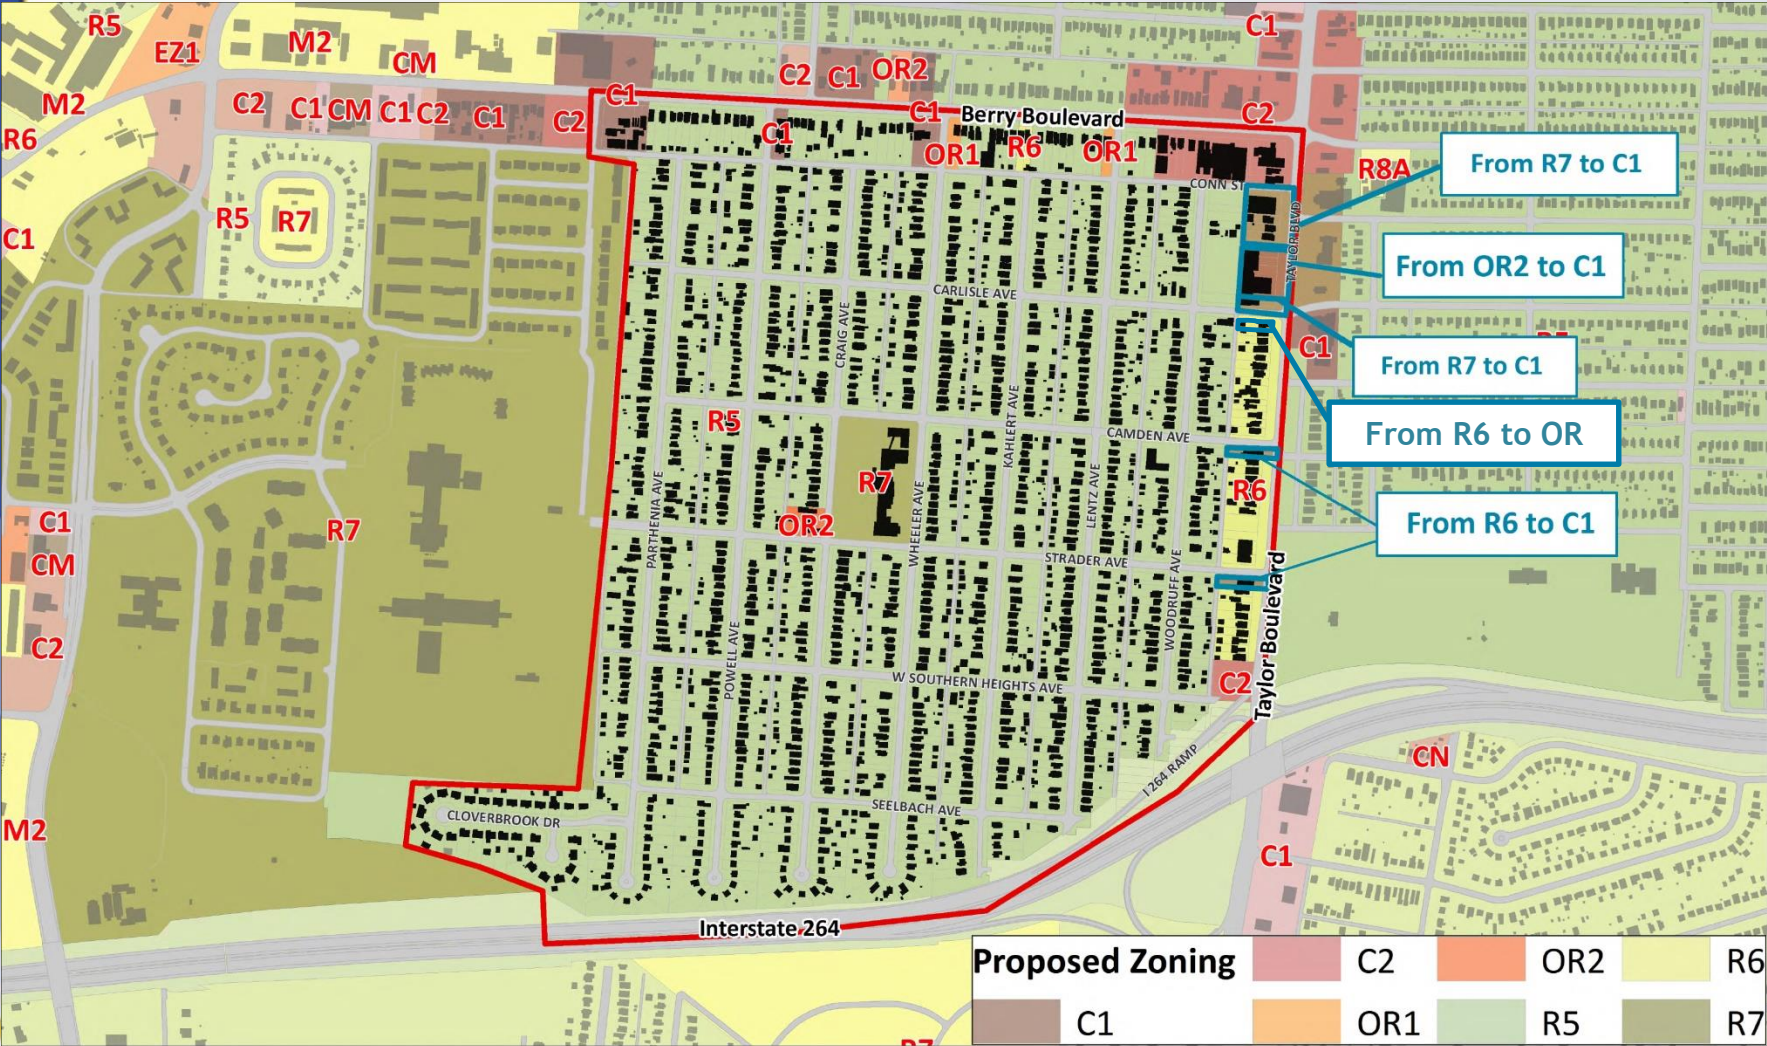 R5
C1
EZ1
M2
CM
C2
C1
OR2
M2
C2
C1
CM
C1
C2
C1
C2
C1
C1
Berry Boulevard
C2
R6
C1
OR1
R6
OR1
CONN ST
R8A
From R7 to C1
R5
R7
C1
TAYLOR BLVD
From OR2 to C1
CARLISLE AVE
CRAIG AVE
C1
From R7 to C1
R5
KAHLERT AVE
CAMDEN AVE
From R6 to OR
R7
R6
PARTHENIA AVE
WHEELER AVE
LENTZ AVE
C1
R7
OR2
From R6 to C1
CM
STRADER AVE
WOODRUFF AVE
Taylor Boulevard
C2
POWELL AVE
W SOUTHERN HEIGHTS AVE
C2
CN
I 264 RAMP
M2
CLOVERBROOK DR
SEELBACH AVE
C1
Interstate 264
Proposed Zoning
C2
OR2
R6
C1
OR1
R5
R7